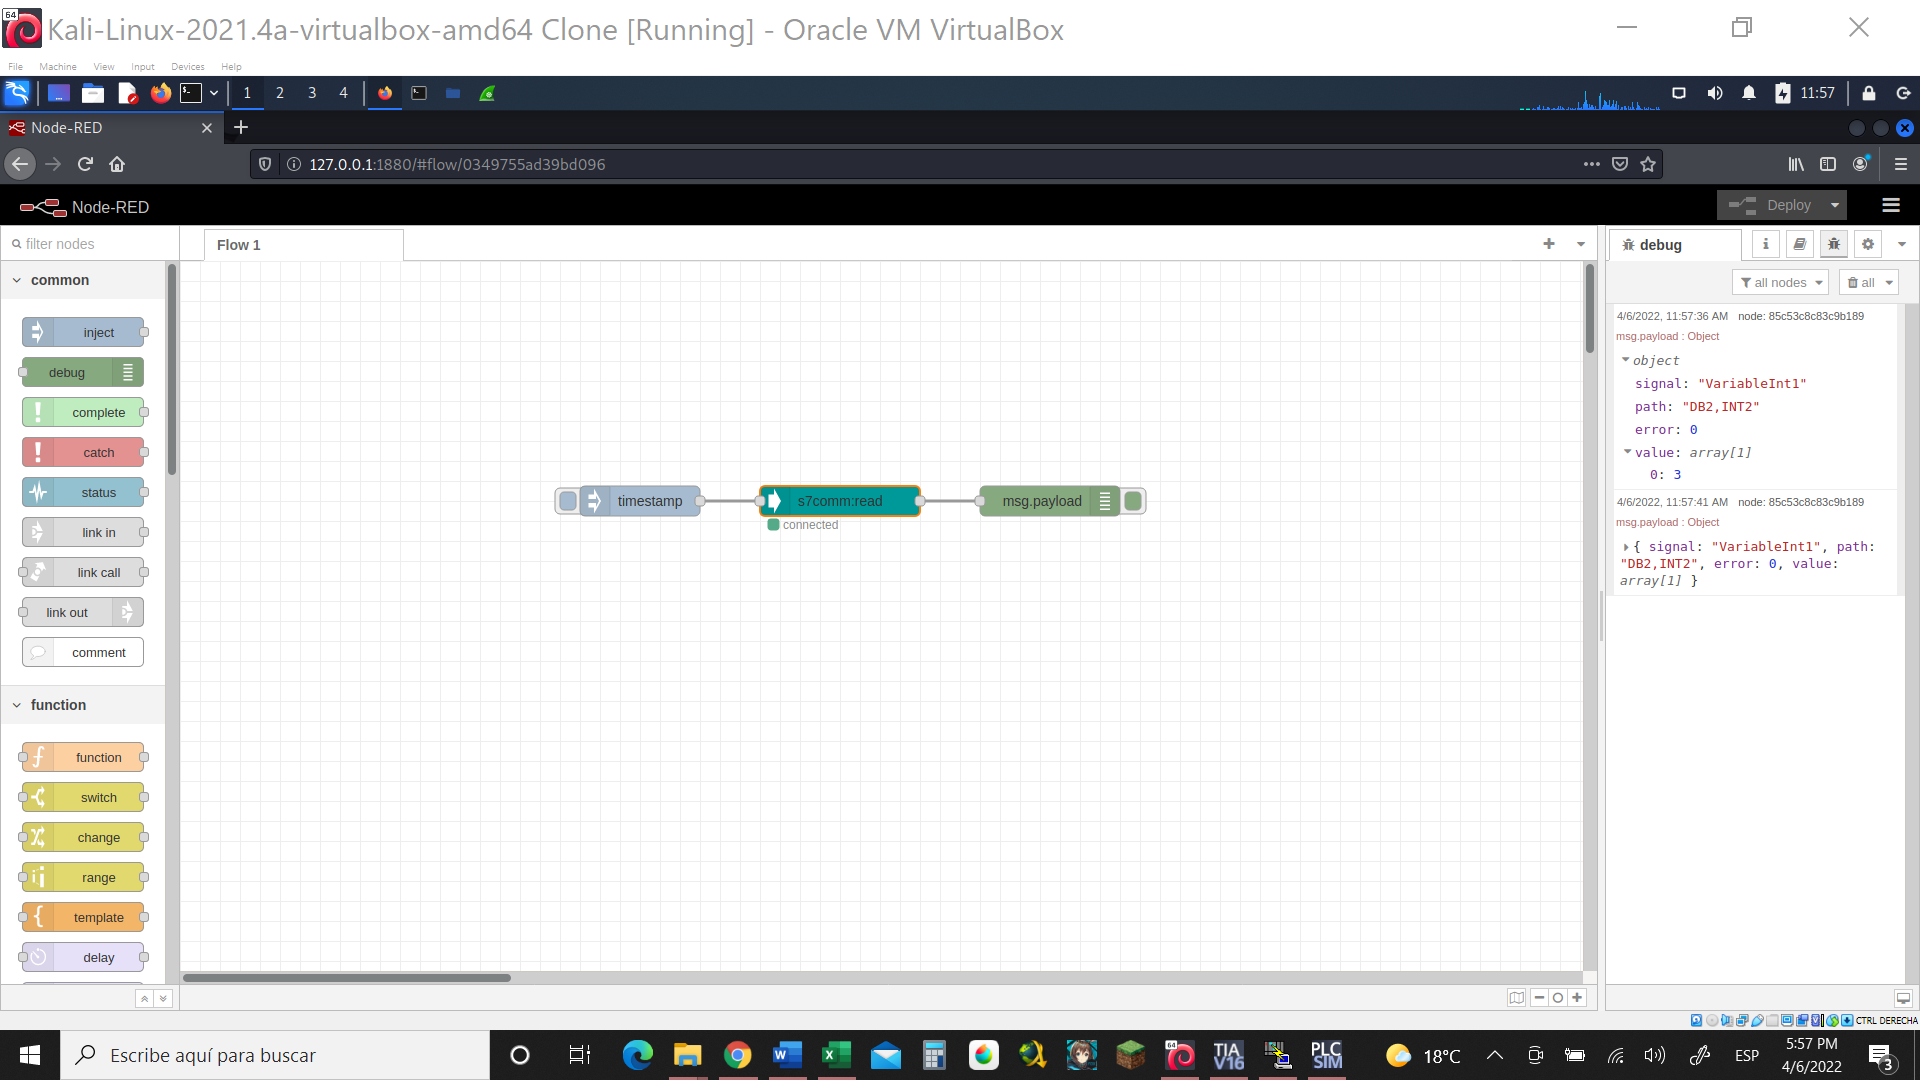 64
Kali-Linux-2021.4a-virtualbox-amd64 Clone [Running] - Oracle VM VirtualBox
File Machine View Input Devices Help
1 2 3 4
11:57
Node-RED
127.0.0.1:1880/#flow/0349755ad39bd096
Node-RED
Deploy
filter nodes
Flow 1
debug
common
all nodes
all
inject
debug
complete
catch
status
link in
link call
link out
comment
function
function
switch
change
range
template
delay
timestamp
s7comm:read
connected
msg.payload
4/6/2022, 11:57:36 AM node: 85c53c8c83c9b189
msg.payload : Object
object
signal: "VariableInt1"
path: "DB2,INT2"
error: 0
value: array[1]
0: 3
4/6/2022, 11:57:41 AM node: 85c53c8c83c9b189
msg.payload : Object
{ signal: "VariableInt1", path:
"DB2,INT2", error: 0, value:
array[1] }
CTRL DERECHA
Escribe aquí para buscar
64
TIA
V16
PLC
SIM
18°C
ESP
5:57 PM
4/6/2022
3